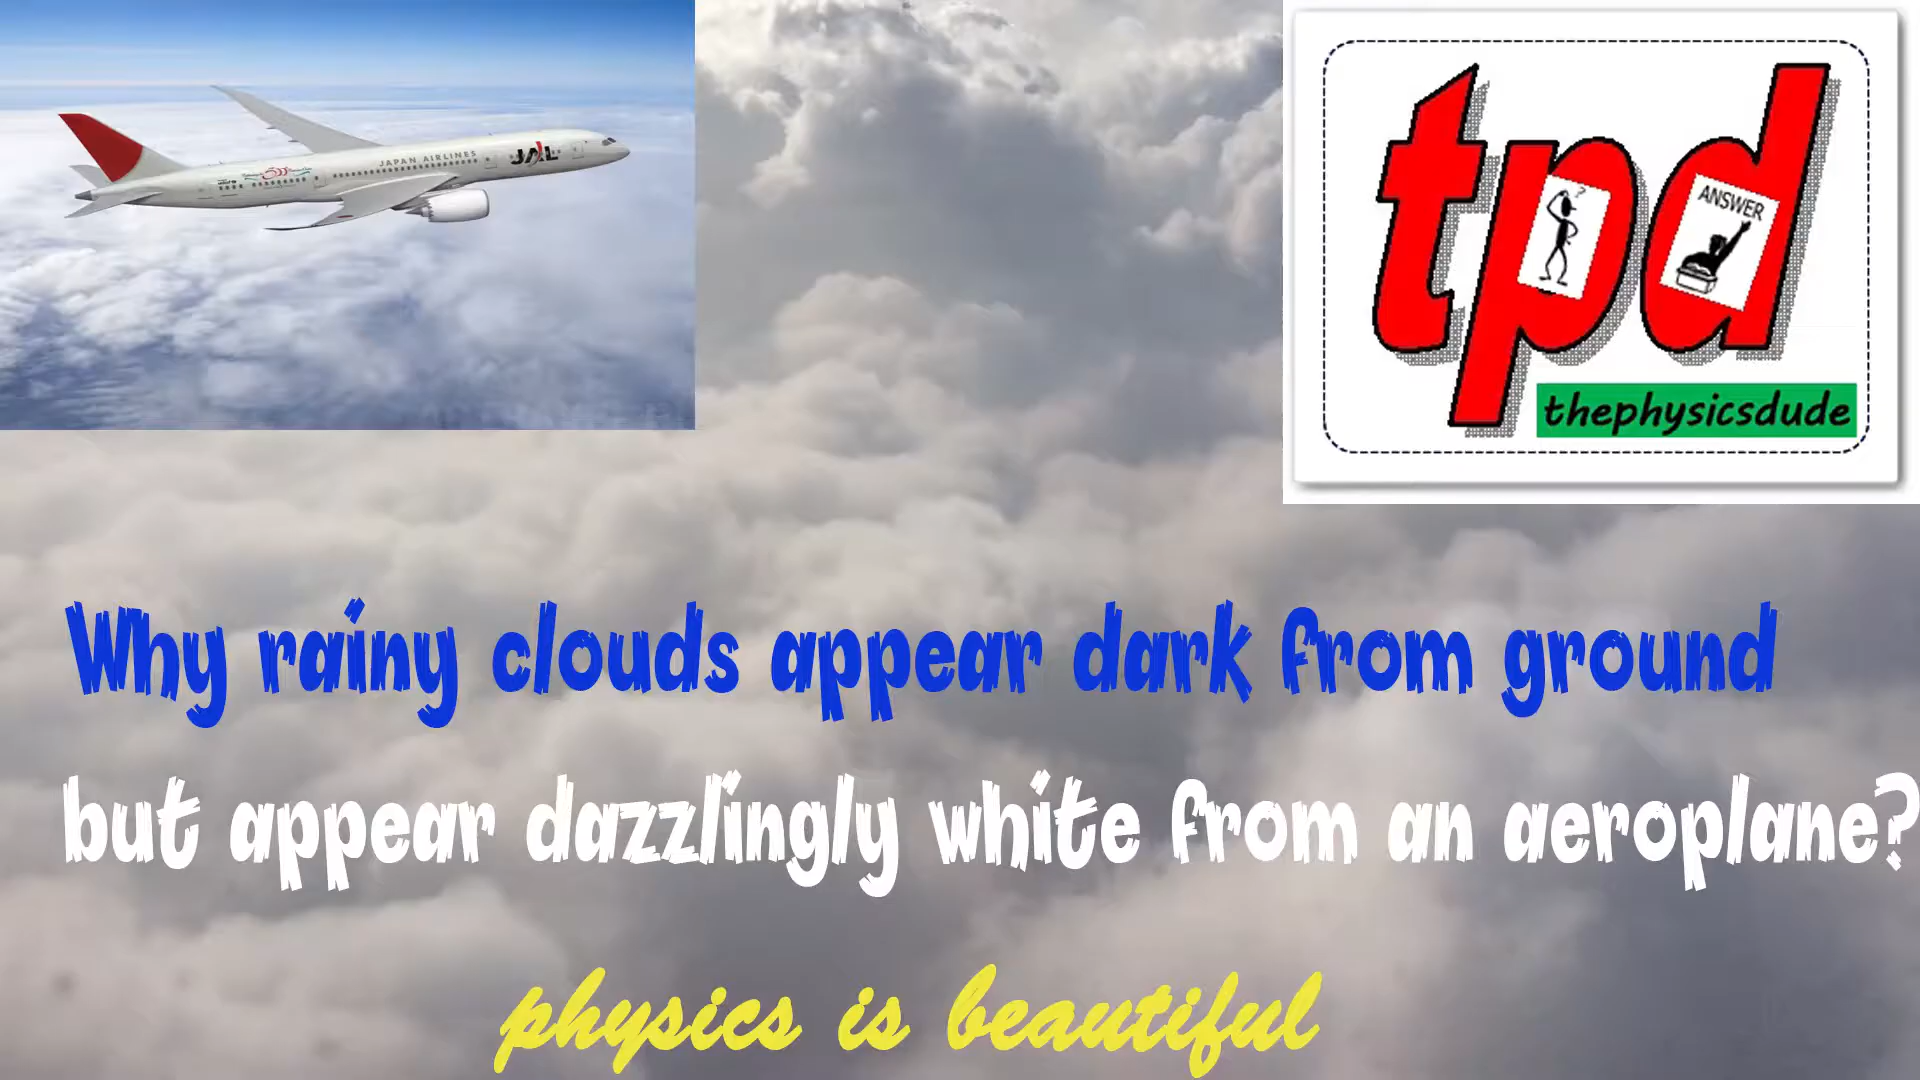 JAPAN AIRLINES
JAL
tpd
?
ANSWER
thephysicsdude
Why rainy clouds appear dark from ground
but appear dazzlingly white from an aeroplane?
physics is beautiful